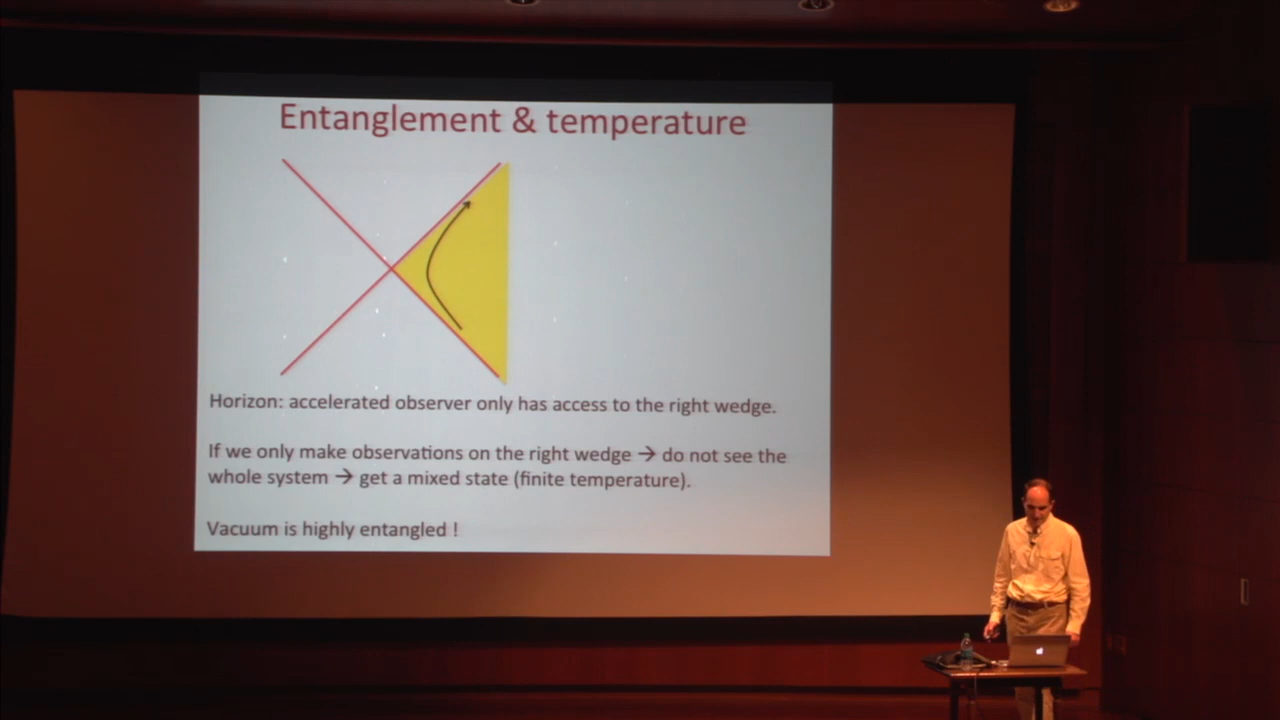 Entanglement & temperature
Horizon: accelerated observer only has access to the right wedge.
If we only make observations on the right wedge → do not see the
whole system → get a mixed state (finite temperature).
Vacuum is highly entangled !